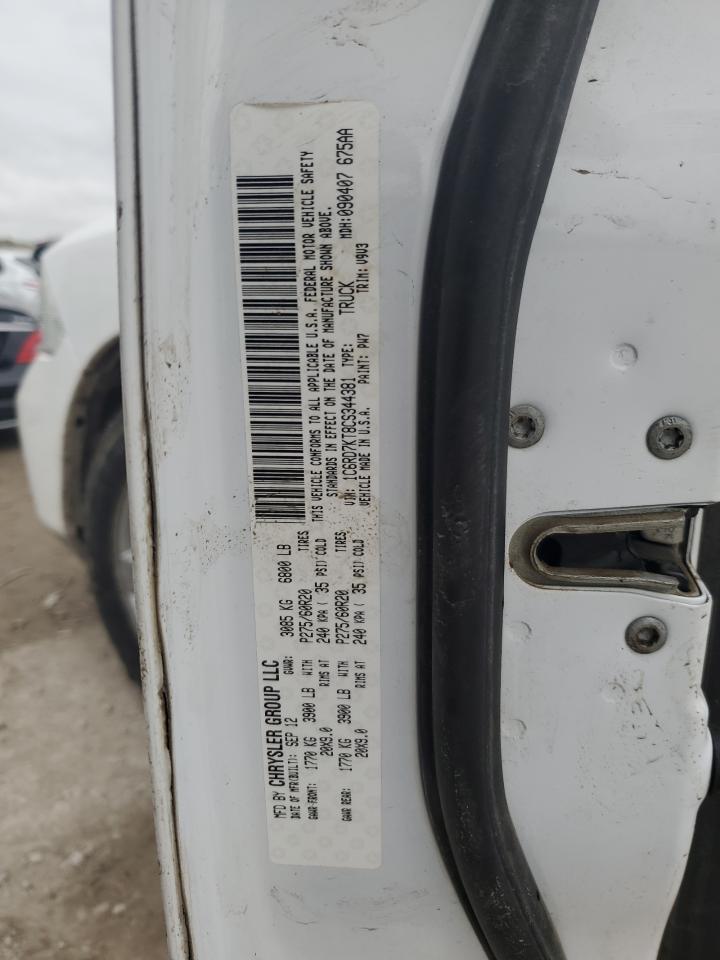 MFD BY CHRYSLER GROUP LLC
DATE OF MFR(BUILT): SEP 12 GVWR: 3085 KG 6800 LB
GAWR-FRONT: 1770 KG 3900 LB WITH P275/60R20 TIRES
20X9.0 RIMS AT 240 KPA ( 35 PSI) COLD
GAWR REAR: 1770 KG 3900 LB WITH P275/60R20 TIRES
20X9.0 RIMS AT 240 KPA ( 35 PSI) COLD
THIS VEHICLE CONFORMS TO ALL APPLICABLE U.S.A. FEDERAL MOTOR VEHICLE SAFETY
STANDARDS IN EFFECT ON THE DATE OF MANUFACTURE SHOWN ABOVE.
VIN: 1C6RD7KT8CS344381 TYPE: TRUCK MDH:090407 675AA
VEHICLE MADE IN U.S.A. PAINT: PW7 TRIM: V9V3